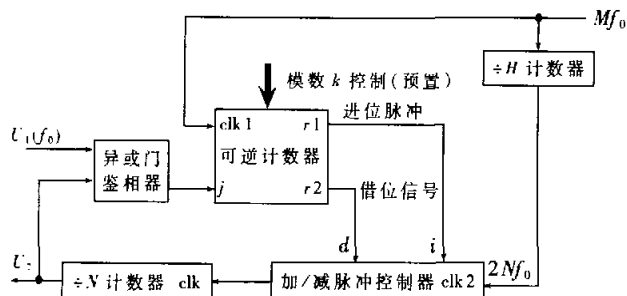 Mf₀
÷H 计数器
模数 k 控制(预置)
clk 1 r1 进位脉冲
可逆计数器
j r2 借位信号
U₁(f₀)
异或门
鉴相器
d i
2Nf₀
U₂
÷N 计数器 clk
加/减脉冲控制器 clk2